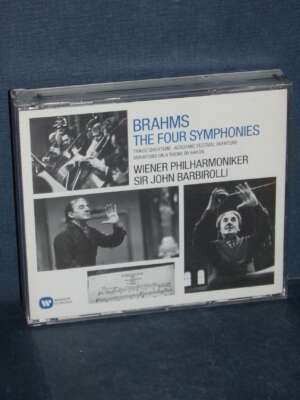 BRAHMS
THE FOUR SYMPHONIES
TRAGIC OVERTURE · ACADEMIC FESTIVAL OVERTURE
VARIATIONS ON A THEME BY HAYDN
WIENER PHILHARMONIKER
SIR JOHN BARBIROLLI